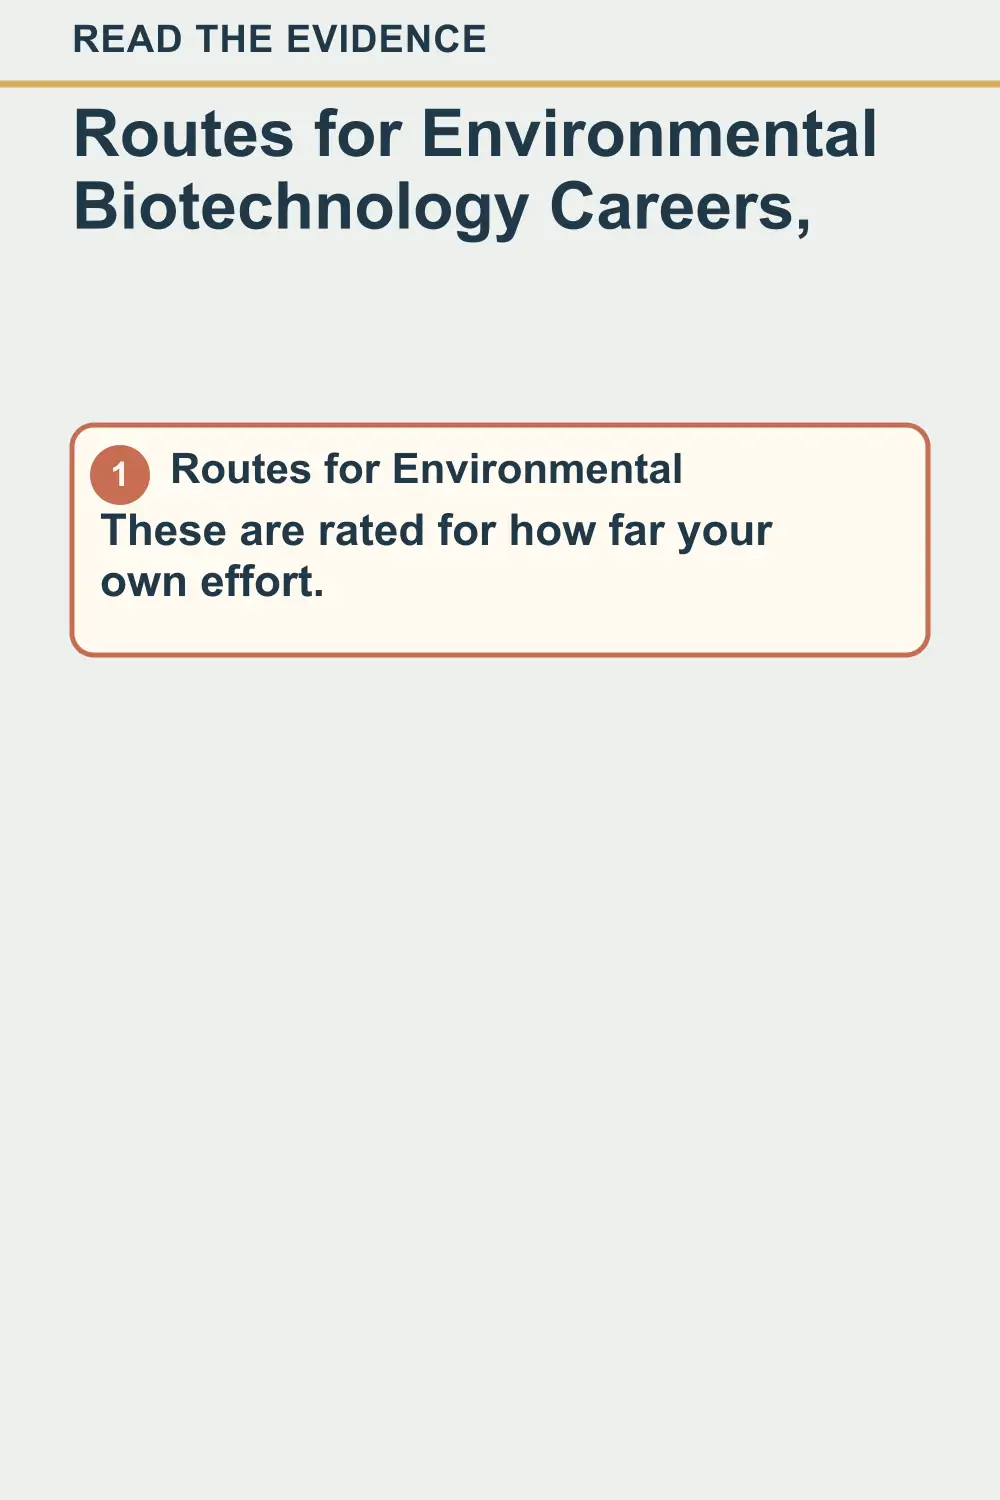 READ THE EVIDENCE
Routes for Environmental
Biotechnology Careers,
1 Routes for Environmental
These are rated for how far your
own effort.